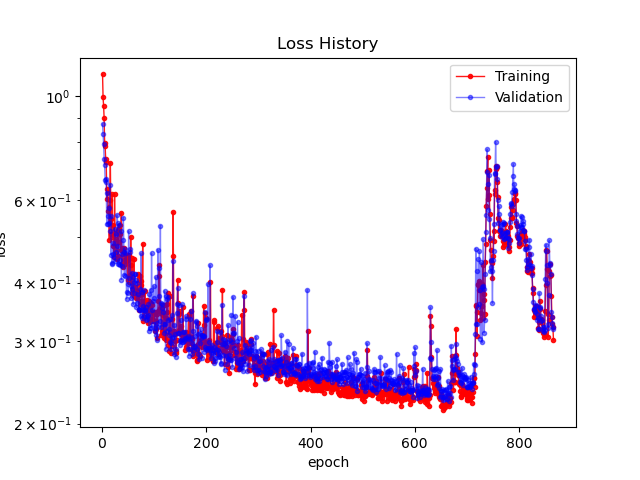 Loss History
Training
Validation
10⁰
6 × 10⁻¹
4 × 10⁻¹
3 × 10⁻¹
2 × 10⁻¹
loss
0 200 400 600 800
epoch